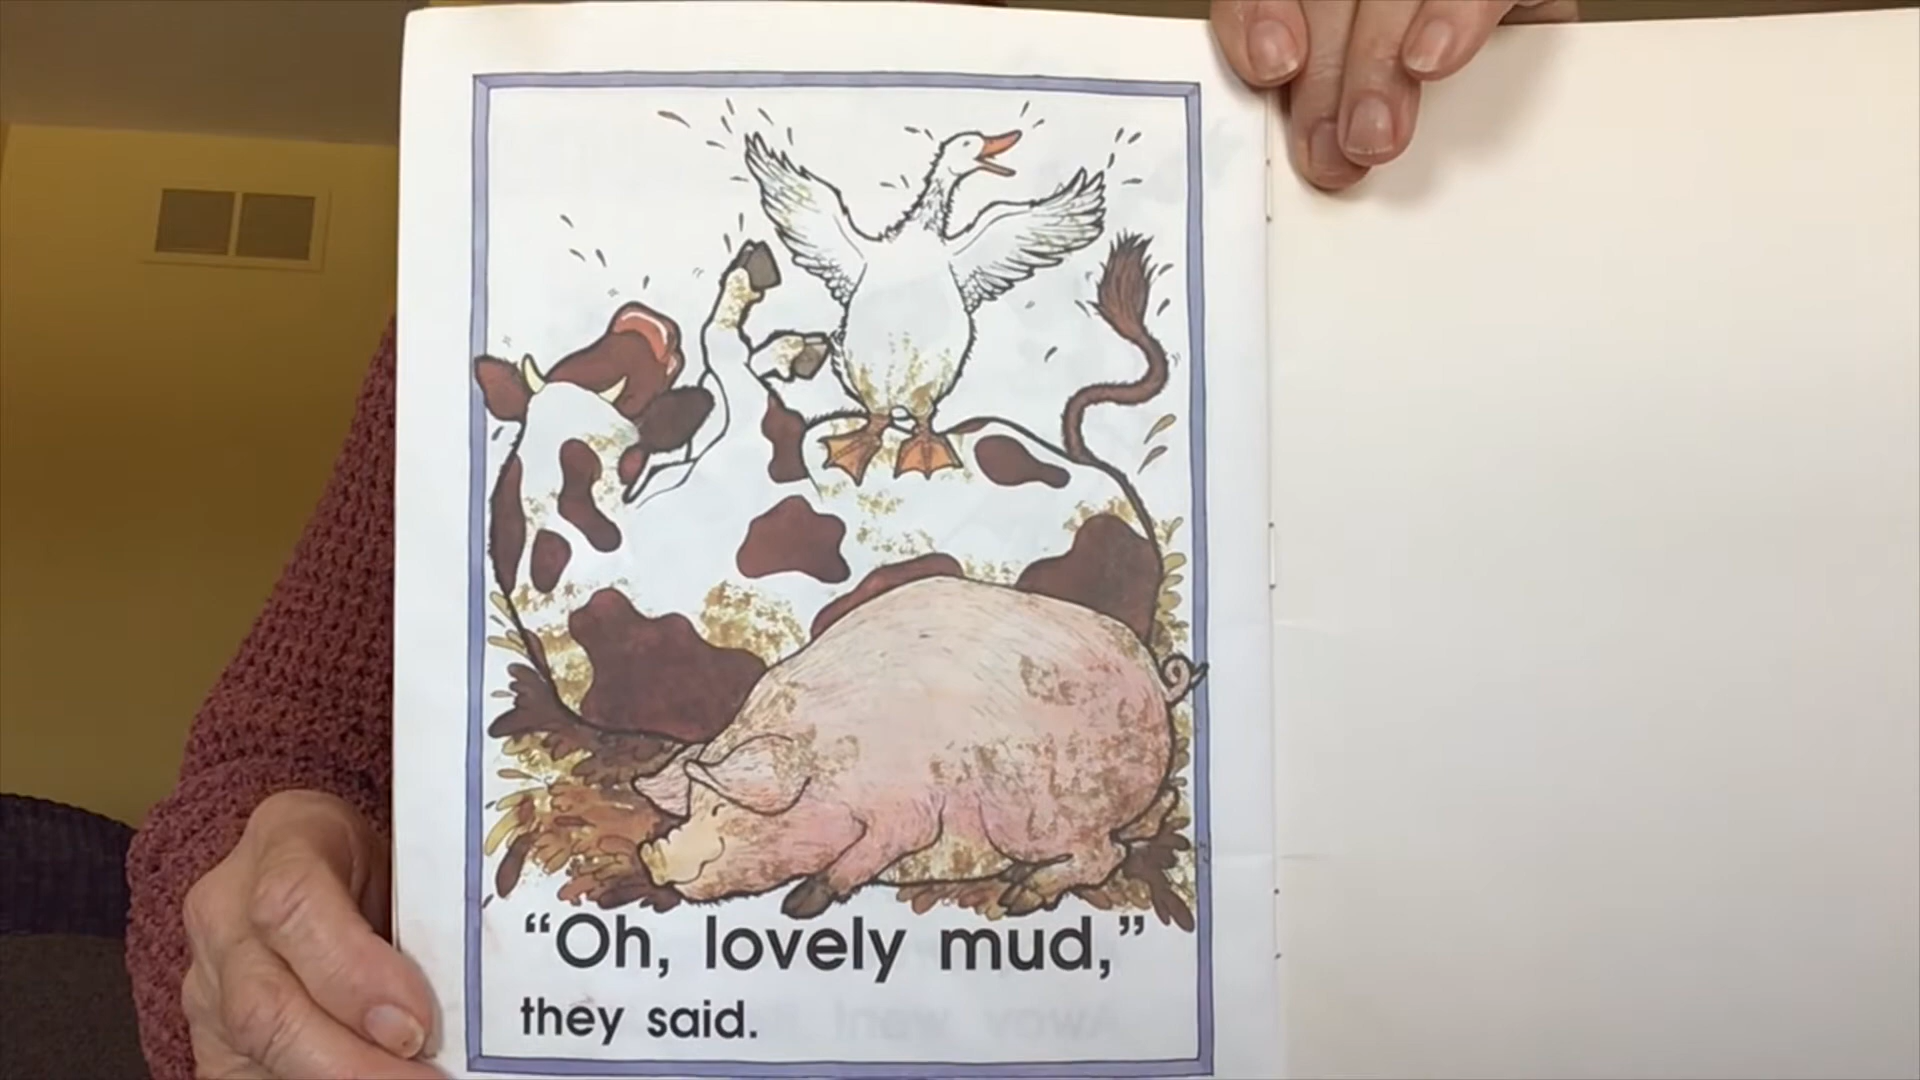 “Oh, lovely mud,”
they said.